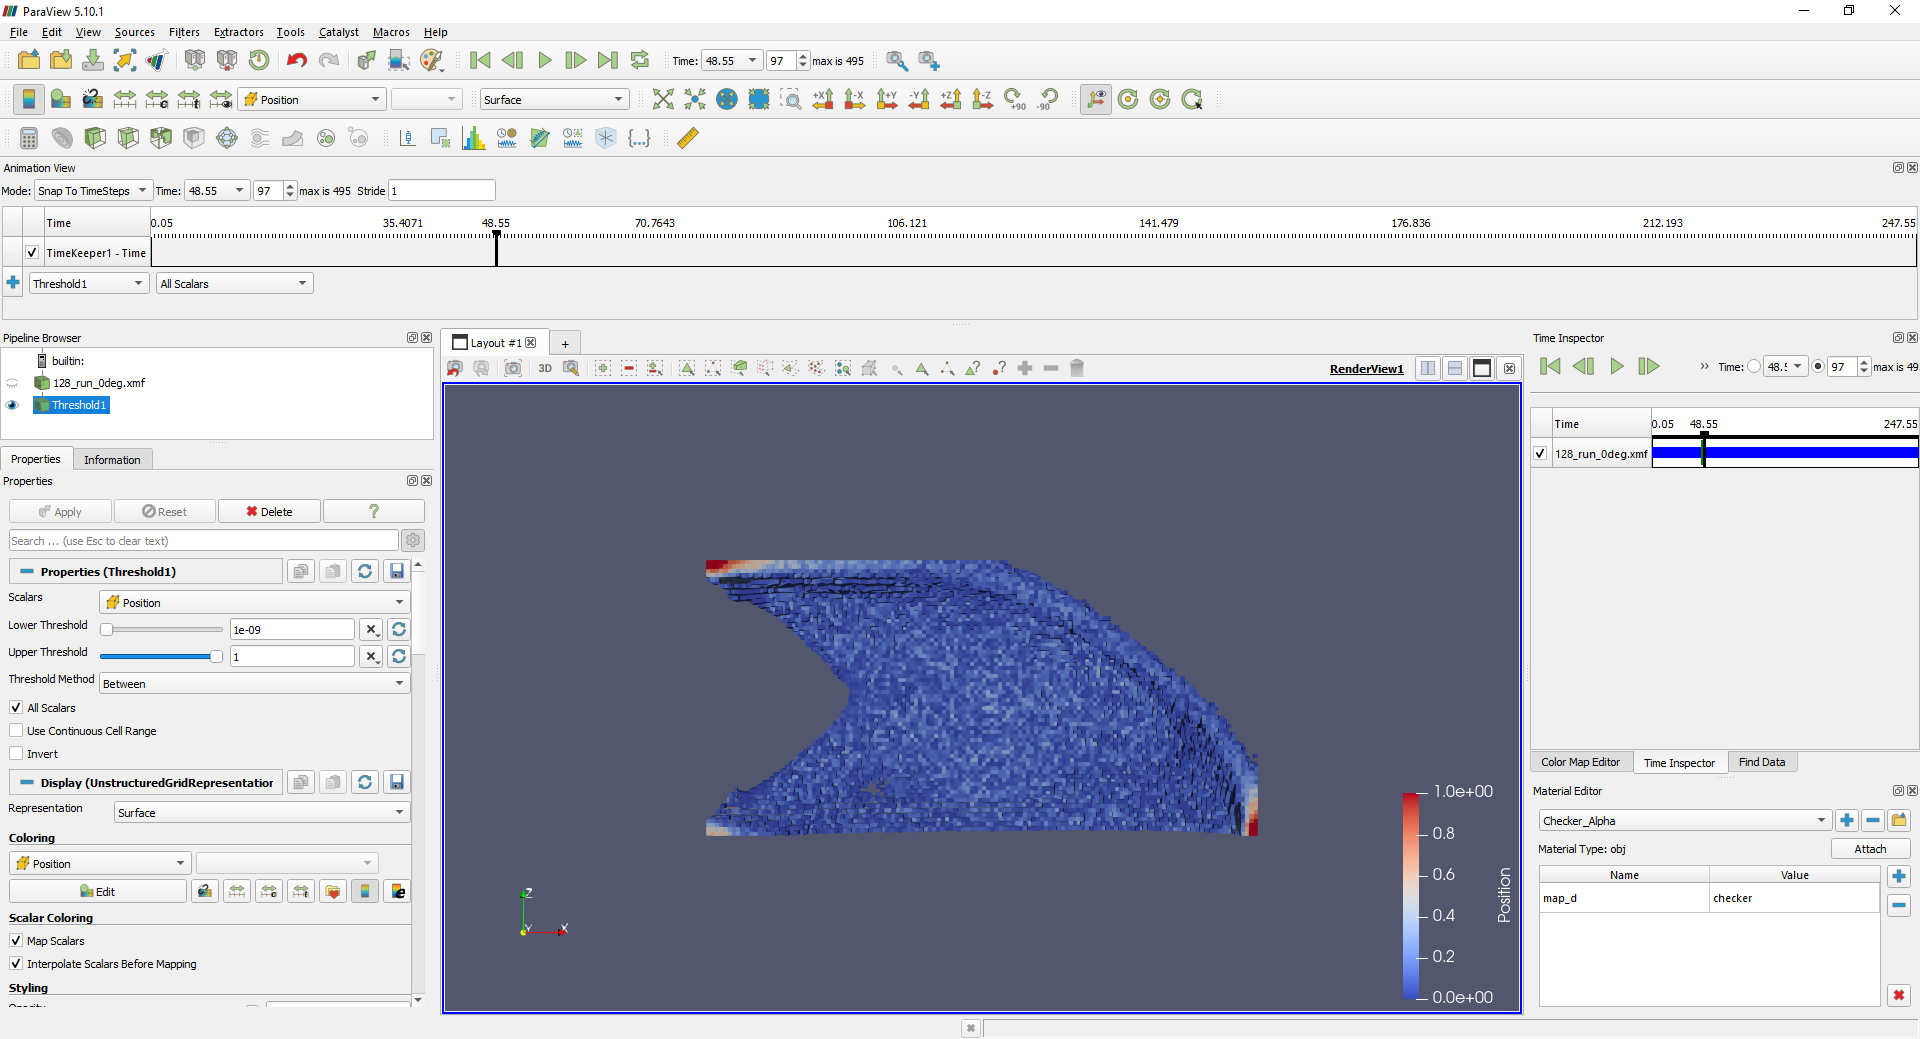 ParaView 5.10.1
File Edit View Sources Filters Extractors Tools Catalyst Macros Help
Time: 48.55 97 max is 495
Position Surface +X -X +Y -Y +Z -Z +90 -90
Animation View
Mode: Snap To TimeSteps Time: 48.55 97 max is 495 Stride 1
Time 0.05 35.4071 48.55 70.7643 106.121 141.479 176.836 212.193 247.55
TimeKeeper1 - Time
Threshold1 All Scalars
Pipeline Browser
builtin:
128_run_0deg.xmf
Threshold1
Properties Information
Properties
Apply Reset Delete ?
Search ... (use Esc to clear text)
Properties (Threshold1)
Scalars Position
Lower Threshold 1e-09
Upper Threshold 1
Threshold Method Between
All Scalars
Use Continuous Cell Range
Invert
Display (UnstructuredGridRepresentation
Representation Surface
Coloring
Position
Edit
Scalar Coloring
Map Scalars
Interpolate Scalars Before Mapping
Styling
Layout #1 +
3D RenderView1
Z
Y X
1.0e+00
0.8
0.6
0.4
0.2
0.0e+00
Position
Time Inspector
Time: 48.! 97 max is 49
Time 0.05 48.55 247.55
128_run_0deg.xmf
Color Map Editor Time Inspector Find Data
Material Editor
Checker_Alpha
Material Type: obj Attach
Name Value
map_d checker